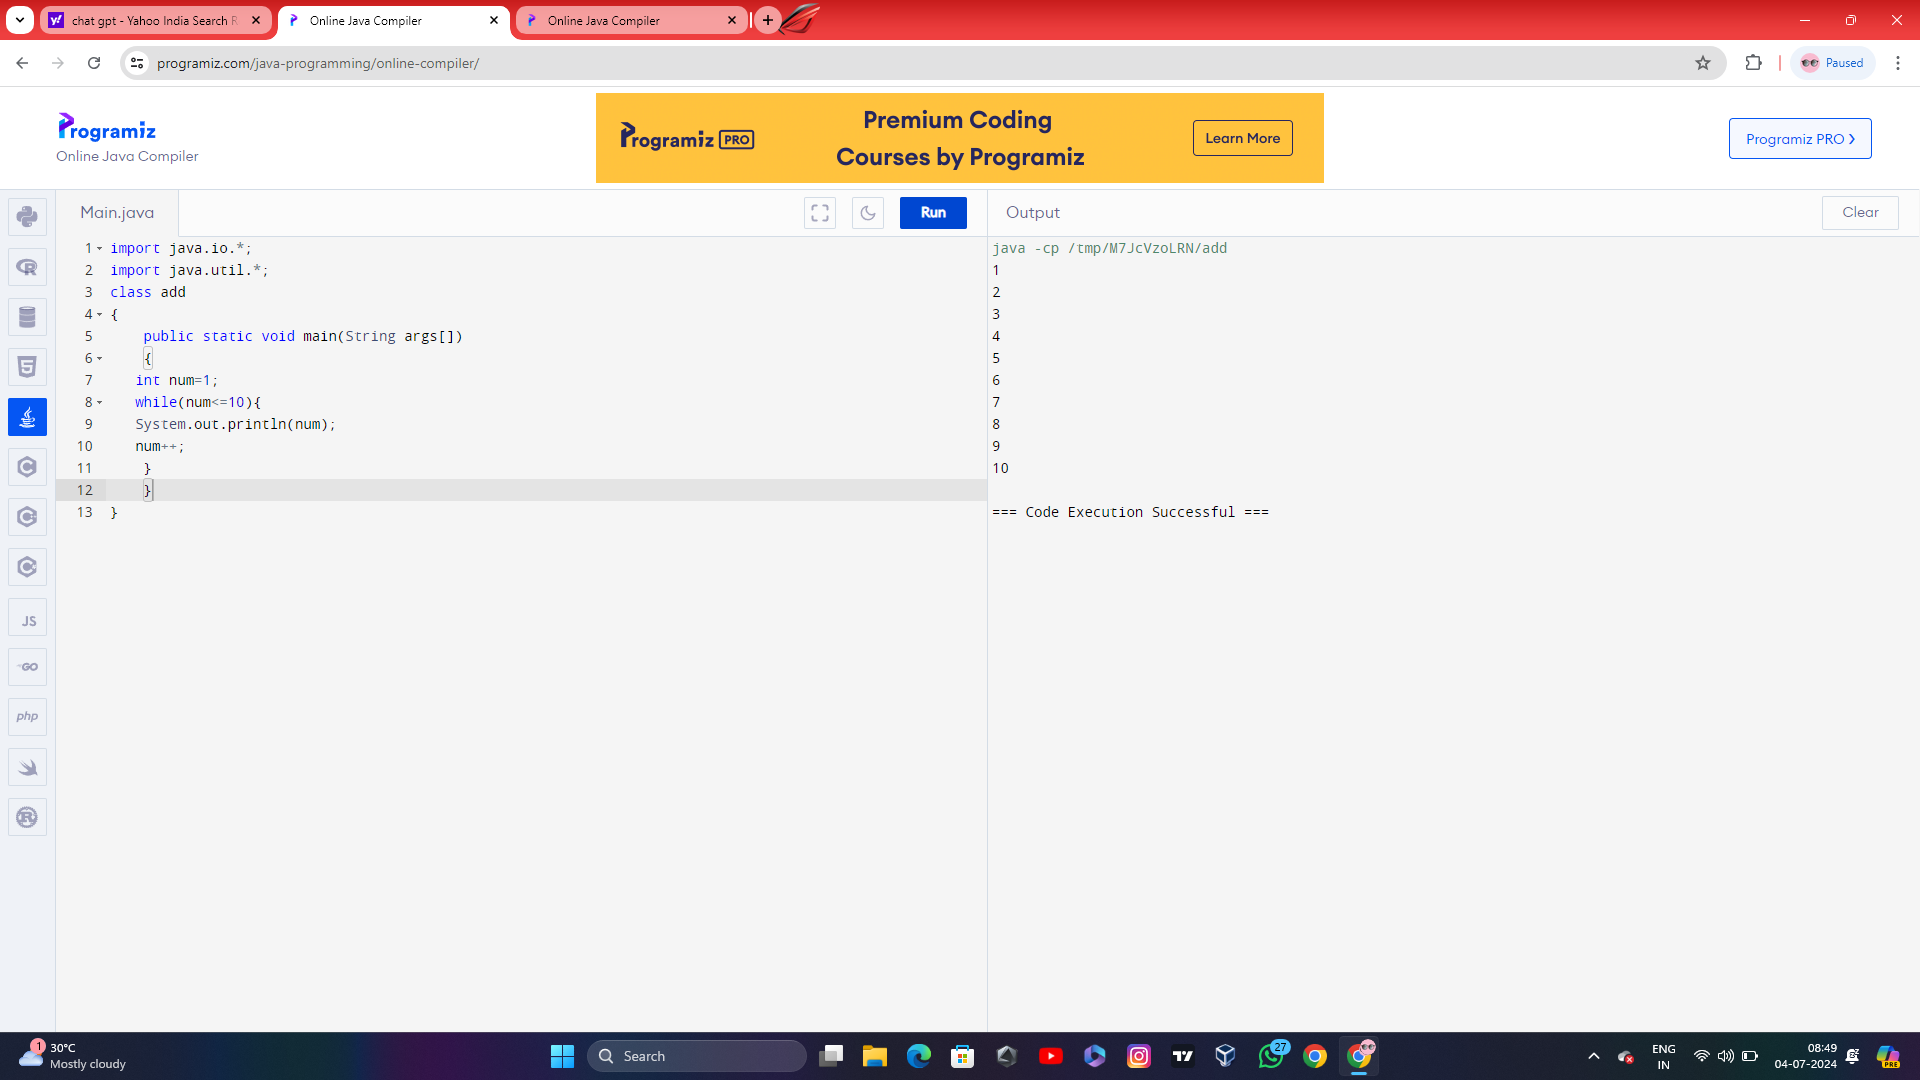 chat gpt - Yahoo India Search R
Online Java Compiler
Online Java Compiler
programiz.com/java-programming/online-compiler/
Paused
Programiz
Online Java Compiler
Programiz PRO
Premium Coding
Courses by Programiz
Learn More
Programiz PRO >
Main.java
Run
Output
Clear
1 import java.io.*;
2 import java.util.*;
3 class add
4 {
5 public static void main(String args[])
6 {
7 int num=1;
8 while(num<=10){
9 System.out.println(num);
10 num++;
11 }
12 }
13 }
java -cp /tmp/M7JcVzoLRN/add
1
2
3
4
5
6
7
8
9
10
=== Code Execution Successful ===
JS
GO
php
1
30°C
Mostly cloudy
Search
27
ENG
IN
08:49
04-07-2024
PRE